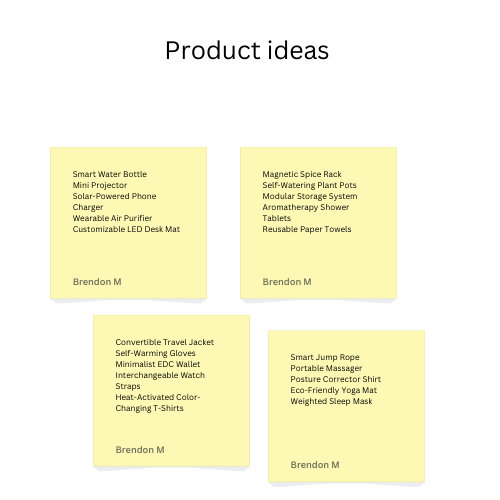 Product ideas
Smart Water Bottle
Mini Projector
Solar-Powered Phone
Charger
Wearable Air Purifier
Customizable LED Desk Mat
Brendon M
Magnetic Spice Rack
Self-Watering Plant Pots
Modular Storage System
Aromatherapy Shower
Tablets
Reusable Paper Towels
Brendon M
Convertible Travel Jacket
Self-Warming Gloves
Minimalist EDC Wallet
Interchangeable Watch
Straps
Heat-Activated Color-
Changing T-Shirts
Brendon M
Smart Jump Rope
Portable Massager
Posture Corrector Shirt
Eco-Friendly Yoga Mat
Weighted Sleep Mask
Brendon M